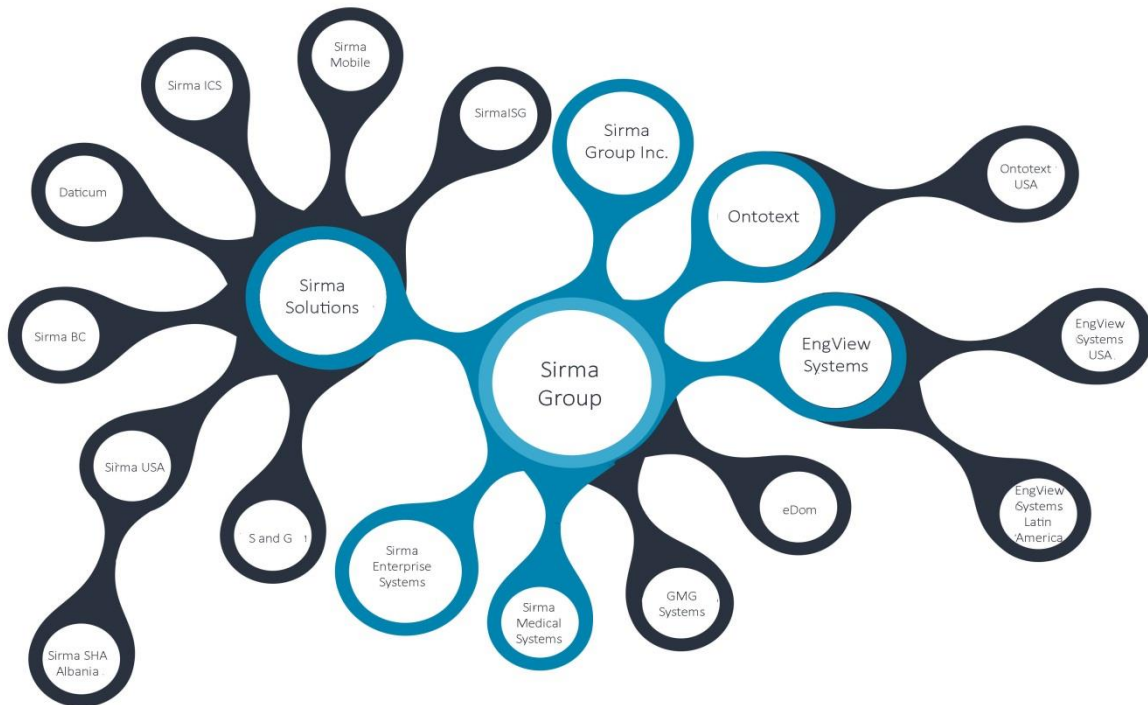 Sirma
Mobile
Sirma ICS
SirmaISG
Sirma
Group Inc.
Ontotext
USA
Daticum
Ontotext
Sirma
Solutions
Sirma BC
EngView
Systems
EngView
Systems
USA
Sirma
Group
Sirma USA
eDom
EngView
Systems
Latin
America
S and G
Sirma
Enterprise
Systems
GMG
Systems
Sirma
Medical
Systems
Sirma SHA
Albania